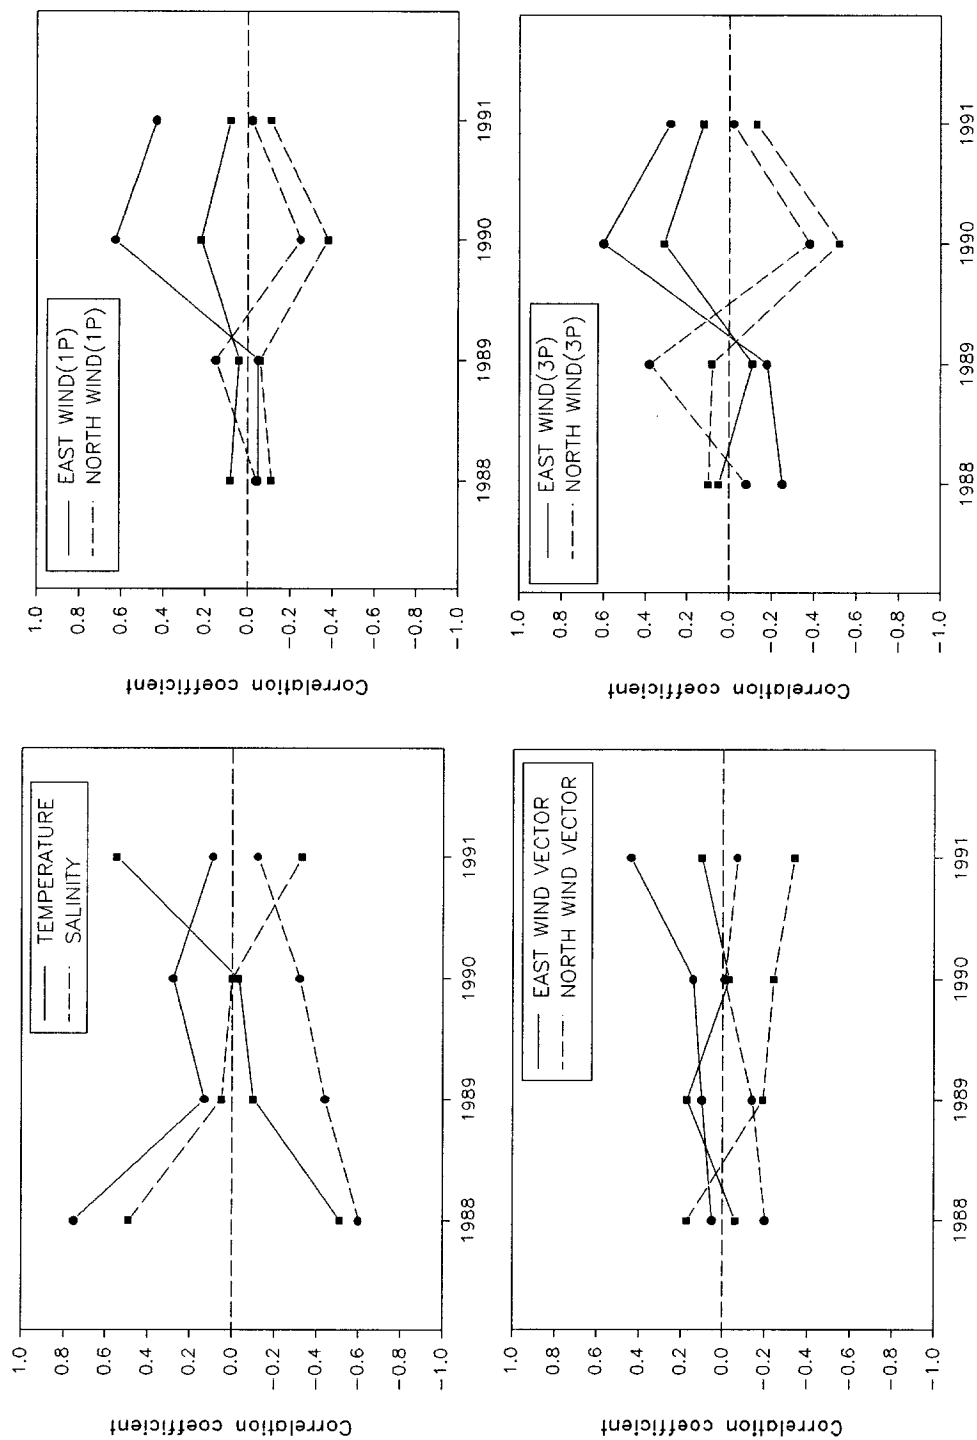 TEMPERATURE
SALINITY
1.0
0.8
0.6
0.4
0.2
0.0
-0.2
-0.4
-0.6
-0.8
-1.0
Correlation coefficient
1988 1989 1990 1991
EAST WIND(1P)
NORTH WIND(1P)
1.0
0.8
0.6
0.4
0.2
0.0
-0.2
-0.4
-0.6
-0.8
-1.0
Correlation coefficient
1988 1989 1990 1991
EAST WIND VECTOR
NORTH WIND VECTOR
1.0
0.8
0.6
0.4
0.2
0.0
-0.2
-0.4
-0.6
-0.8
-1.0
Correlation coefficient
1988 1989 1990 1991
EAST WIND(3P)
NORTH WIND(3P)
1.0
0.8
0.6
0.4
0.2
0.0
-0.2
-0.4
-0.6
-0.8
-1.0
Correlation coefficient
1988 1989 1990 1991